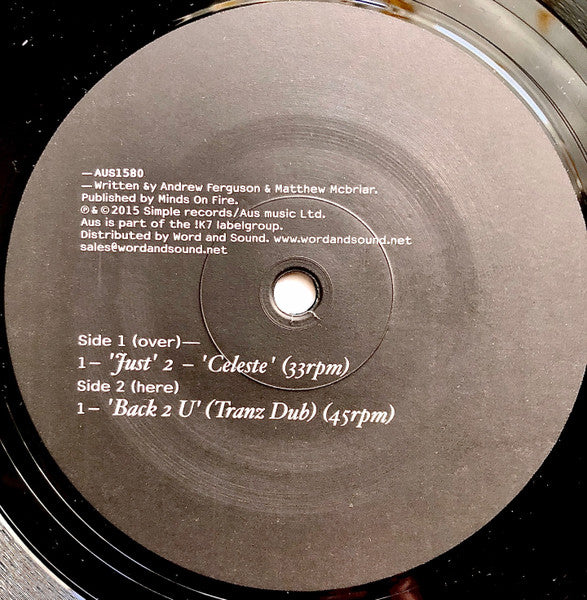 —AUS1580
—Written &y Andrew Ferguson & Matthew Mcbriar.
Published by Minds On Fire.
℗&©2015 Simple records/Aus music Ltd.
Aus is part of the !K7 labelgroup.
Distributed by Word and Sound. www.wordandsound.net
sales@wordandsound.net
Side 1 (over)—
1– 'Just' 2 – 'Celeste' (33rpm)
Side 2 (here)
1– 'Back 2 U' (Tranz Dub) (45rpm)